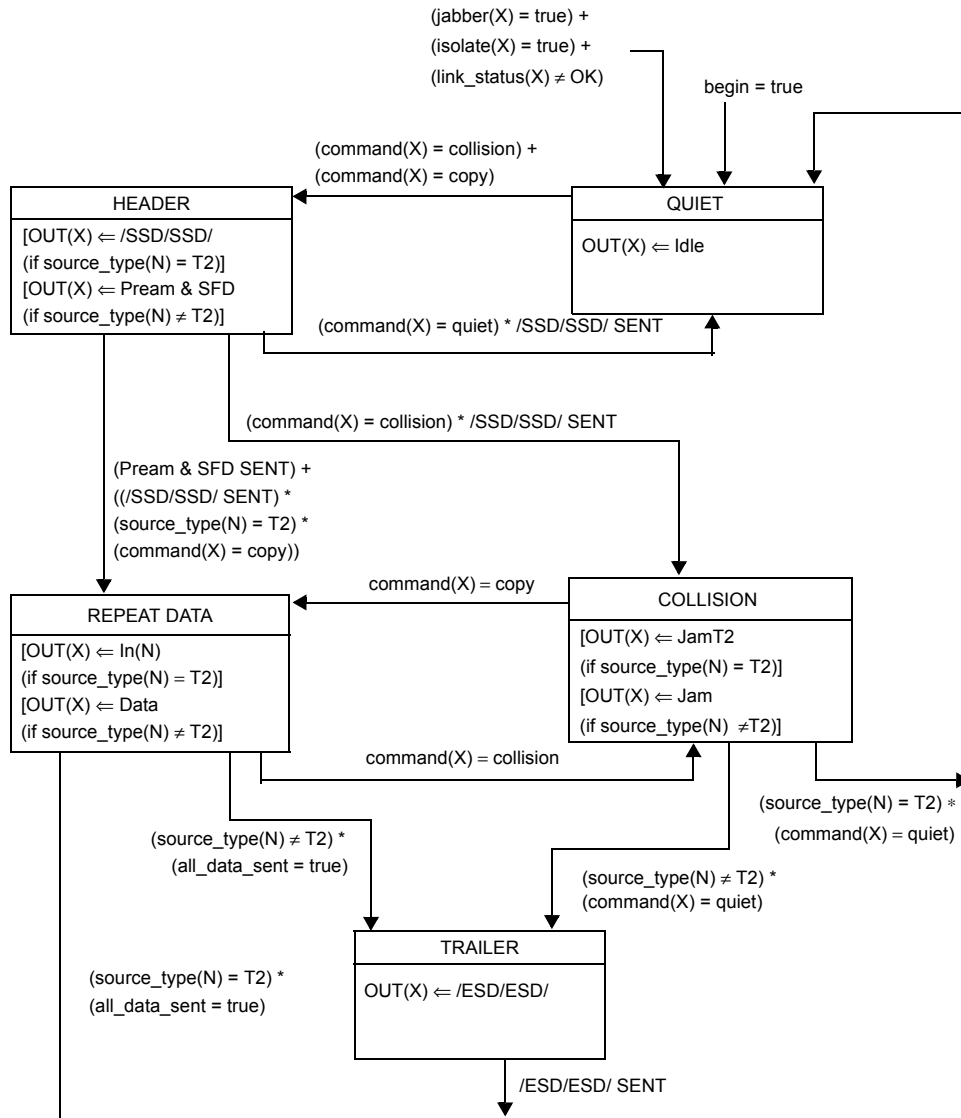 (jabber(X) = true) +
(isolate(X) = true) +
(link_status(X) ≠ OK)
begin = true
(command(X) = collision) +
(command(X) = copy)
HEADER
[OUT(X) ⇐ /SSD/SSD/
(if source_type(N) = T2)]
[OUT(X) ⇐ Pream & SFD
(if source_type(N) ≠ T2)]
QUIET
OUT(X) ⇐ Idle
(command(X) = quiet) * /SSD/SSD/ SENT
(command(X) = collision) * /SSD/SSD/ SENT
(Pream & SFD SENT) +
((/SSD/SSD/ SENT) *
(source_type(N) = T2) *
(command(X) = copy))
command(X) = copy
REPEAT DATA
[OUT(X) ⇐ In(N)
(if source_type(N) = T2)]
[OUT(X) ⇐ Data
(if source_type(N) ≠ T2)]
COLLISION
[OUT(X) ⇐ JamT2
(if source_type(N) = T2)]
[OUT(X) ⇐ Jam
(if source_type(N) ≠T2)]
command(X) = collision
(source_type(N) = T2) *
(command(X) = quiet)
(source_type(N) ≠ T2) *
(all_data_sent = true)
(source_type(N) ≠ T2) *
(command(X) = quiet)
TRAILER
OUT(X) ⇐ /ESD/ESD/
(source_type(N) = T2) *
(all_data_sent = true)
/ESD/ESD/ SENT